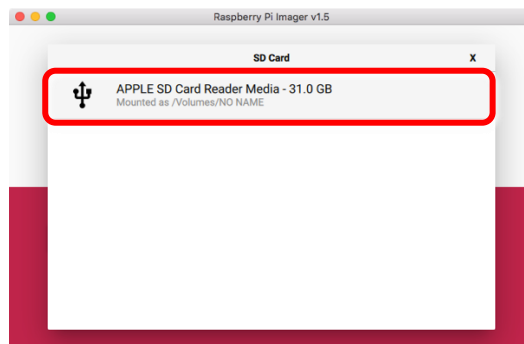 Raspberry Pi Imager v1.5
SD Card X
APPLE SD Card Reader Media - 31.0 GB
Mounted as /Volumes/NO NAME